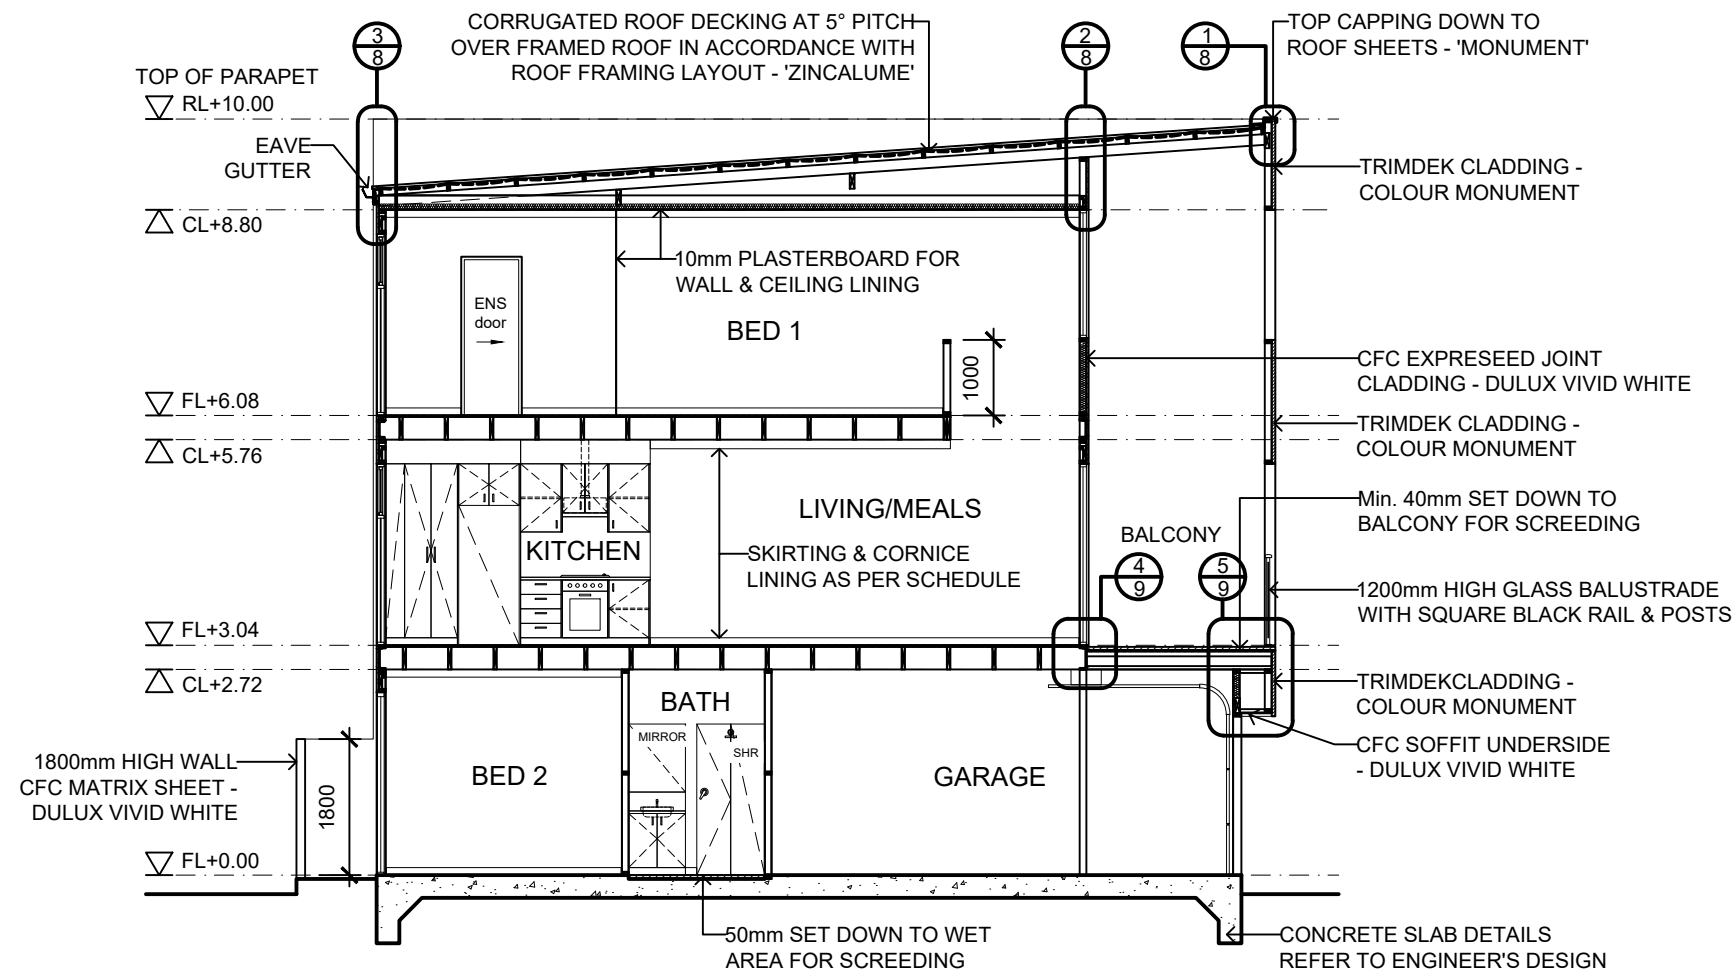 3
8
CORRUGATED ROOF DECKING AT 5° PITCH
OVER FRAMED ROOF IN ACCORDANCE WITH
ROOF FRAMING LAYOUT - 'ZINCALUME'
2
8
1
8
TOP CAPPING DOWN TO
ROOF SHEETS - 'MONUMENT'
TOP OF PARAPET
RL+10.00
EAVE
GUTTER
TRIMDEK CLADDING -
COLOUR MONUMENT
CL+8.80
10mm PLASTERBOARD FOR
WALL & CEILING LINING
ENS
door
BED 1
1000
CFC EXPRESEED JOINT
CLADDING - DULUX VIVID WHITE
FL+6.08
TRIMDEK CLADDING -
COLOUR MONUMENT
CL+5.76
LIVING/MEALS
Min. 40mm SET DOWN TO
BALCONY FOR SCREEDING
BALCONY
KITCHEN
SKIRTING & CORNICE
LINING AS PER SCHEDULE
4
9
5
9
1200mm HIGH GLASS BALUSTRADE
WITH SQUARE BLACK RAIL & POSTS
FL+3.04
CL+2.72
BATH
TRIMDEKCLADDING -
COLOUR MONUMENT
MIRROR
SHR
CFC SOFFIT UNDERSIDE
- DULUX VIVID WHITE
1800mm HIGH WALL
CFC MATRIX SHEET -
DULUX VIVID WHITE
1800
BED 2
GARAGE
FL+0.00
50mm SET DOWN TO WET
AREA FOR SCREEDING
CONCRETE SLAB DETAILS
REFER TO ENGINEER'S DESIGN